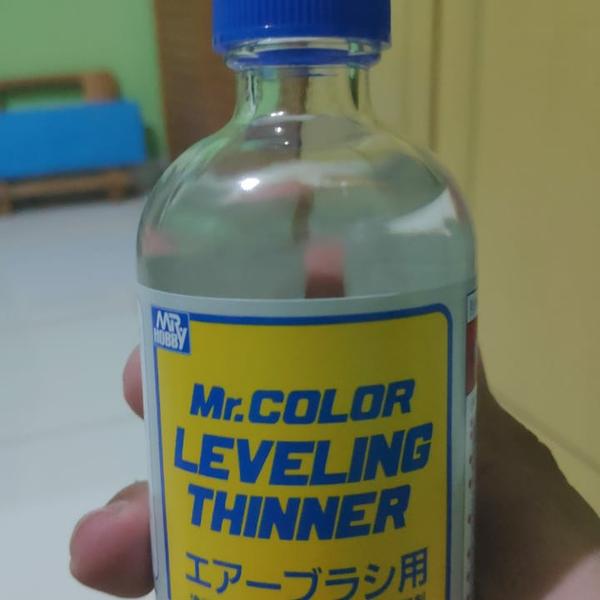 MR.
HOBBY
Mr.COLOR
LEVELING
THINNER
エアーブラシ用